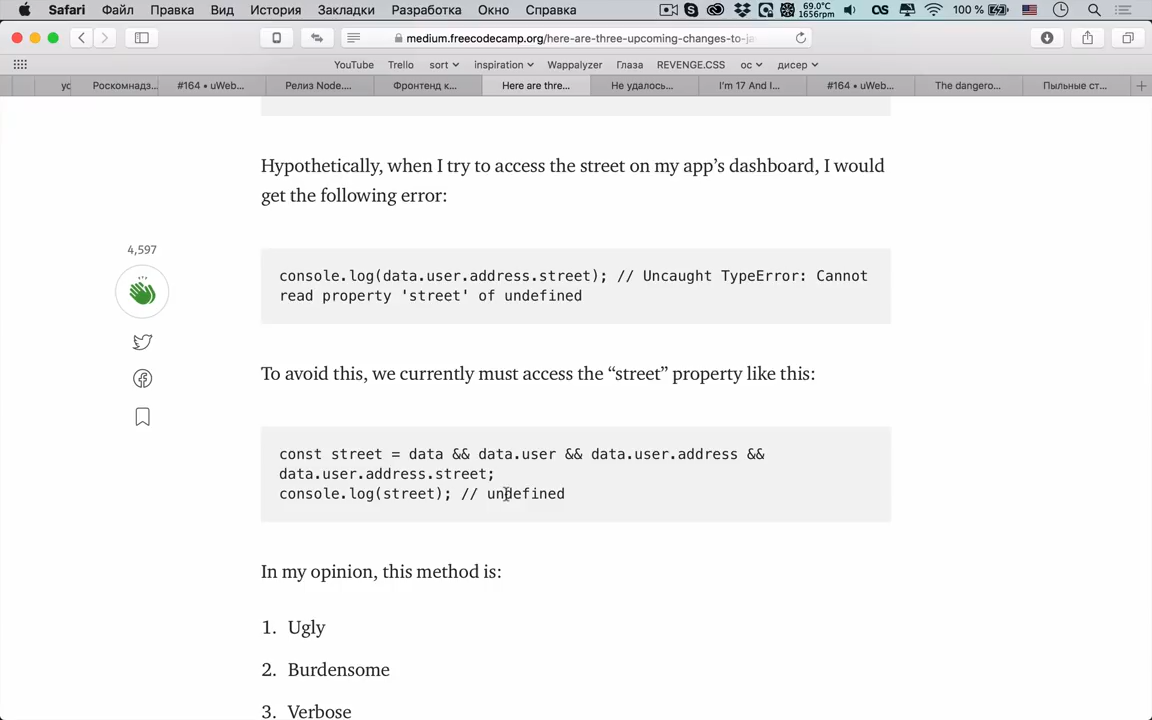 Safari Файл Правка Вид История Закладки Разработка Окно Справка 69.0°C 1656rpm 100 %
medium.freecodecamp.org/here-are-three-upcoming-changes-to-ja
YouTube Trello sort inspiration Wappalyzer Глаза REVENGE.CSS ос дисер
ус Роскомнадз... #164 • uWeb... Релиз Node.... Фронтенд к... Here are thre... Не удалось... I'm 17 And I... #164 • uWeb... The dangero... Пыльные ст...
Hypothetically, when I try to access the street on my app’s dashboard, I would
get the following error:
4,597
console.log(data.user.address.street); // Uncaught TypeError: Cannot
read property 'street' of undefined
To avoid this, we currently must access the “street” property like this:
const street = data && data.user && data.user.address &&
data.user.address.street;
console.log(street); // undefined
In my opinion, this method is:
1. Ugly
2. Burdensome
3. Verbose